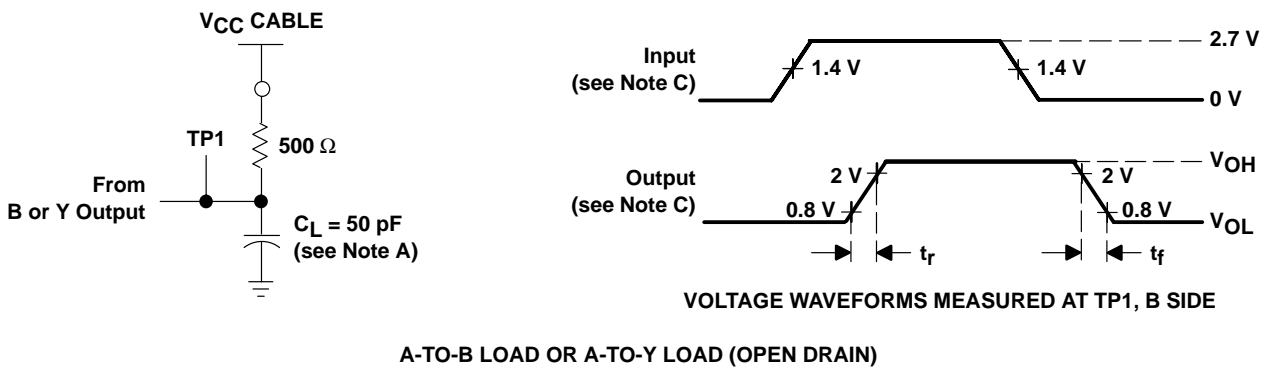 VCC CABLE
TP1
500 Ω
From
B or Y Output
CL = 50 pF
(see Note A)
Input
(see Note C)
1.4 V
1.4 V
2.7 V
0 V
Output
(see Note C)
2 V
0.8 V
2 V
0.8 V
VOH
VOL
tr
tf
VOLTAGE WAVEFORMS MEASURED AT TP1, B SIDE
A-TO-B LOAD OR A-TO-Y LOAD (OPEN DRAIN)